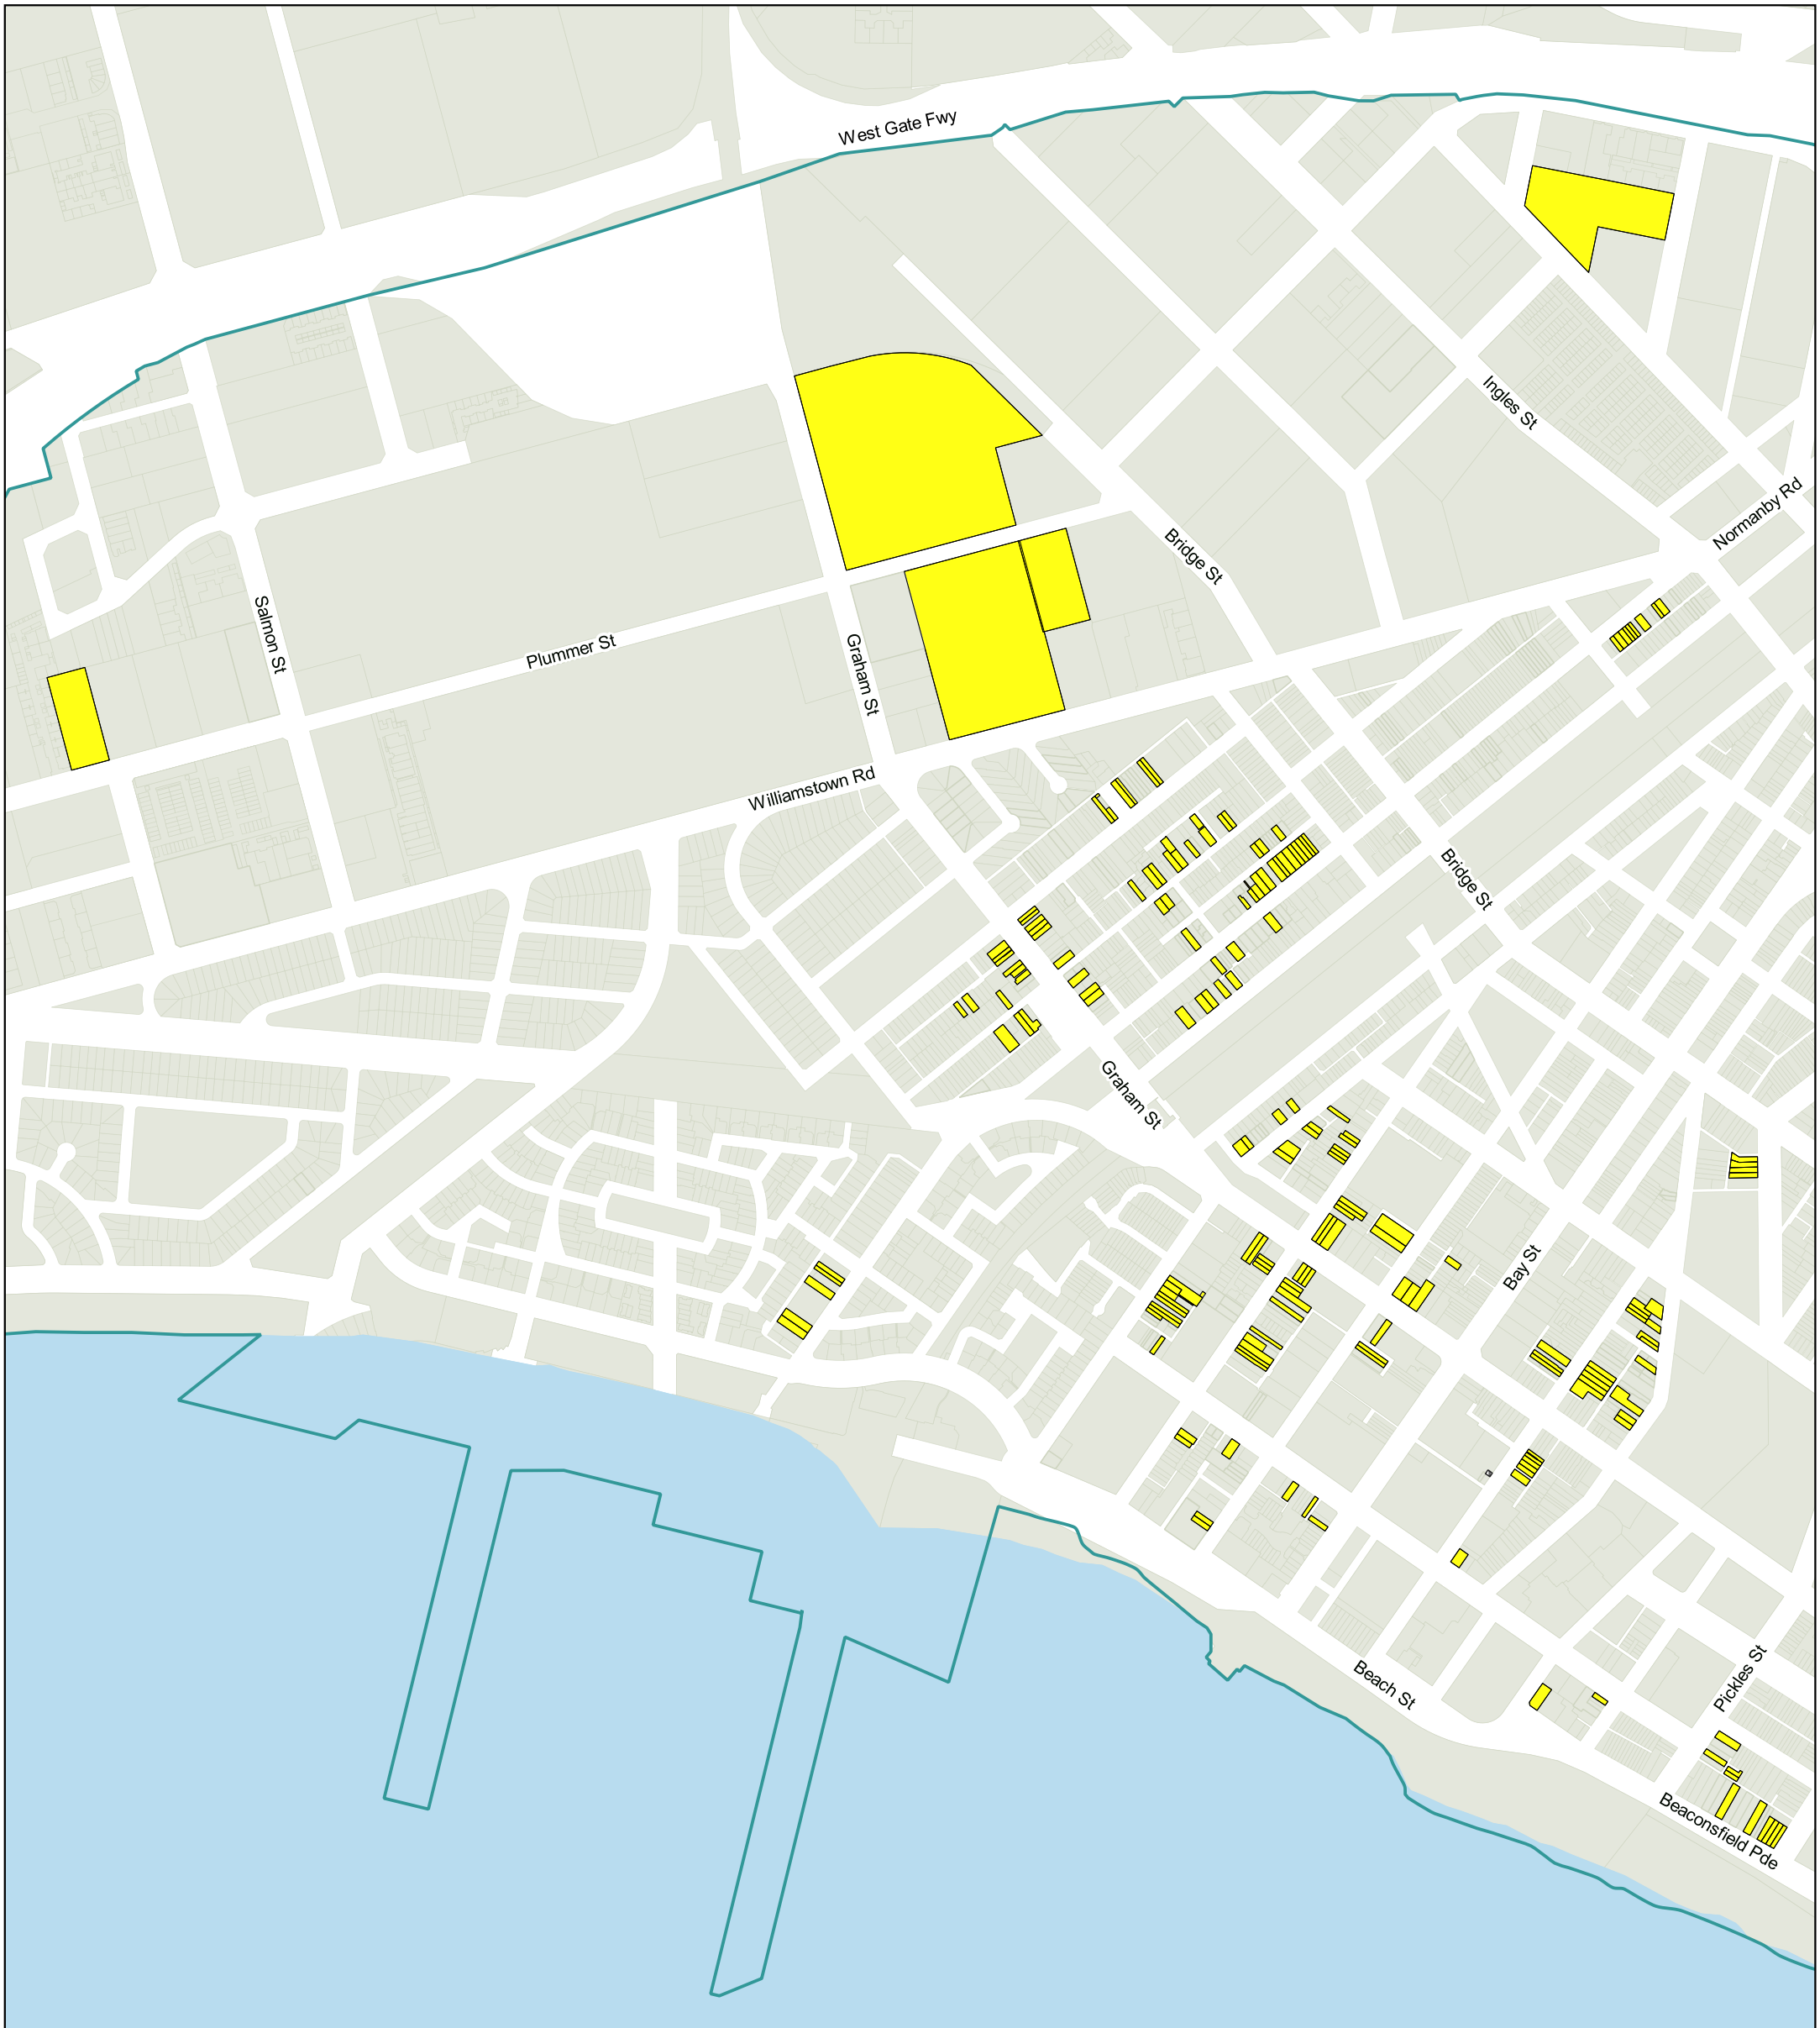 West Gate Fwy
Ingles St
Normanby Rd
Bridge St
Salmon St
Plummer St
Graham St
Williamstown Rd
Bridge St
Graham St
Bay St
Beach St
Pickles St
Beaconsfield Pde